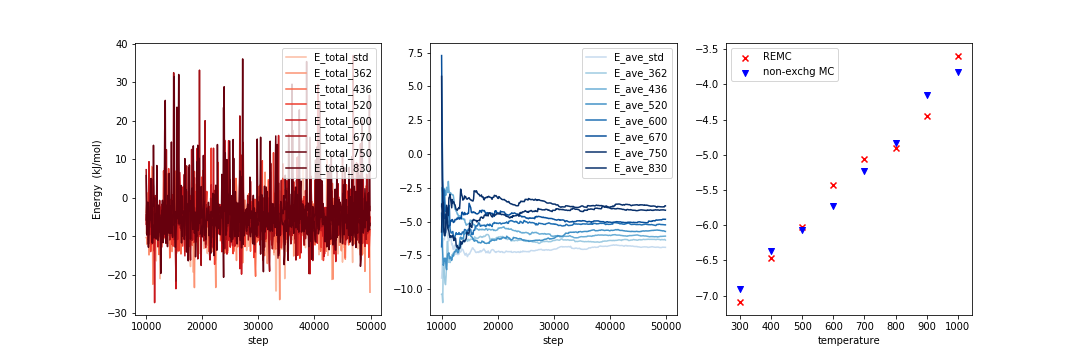 40
30
20
10
0
−10
−20
−30
Energy (kJ/mol)
10000 20000 30000 40000 50000
step
E_total_std
E_total_362
E_total_436
E_total_520
E_total_600
E_total_670
E_total_750
E_total_830
7.5
5.0
2.5
0.0
−2.5
−5.0
−7.5
−10.0
10000 20000 30000 40000 50000
step
E_ave_std
E_ave_362
E_ave_436
E_ave_520
E_ave_600
E_ave_670
E_ave_750
E_ave_830
−3.5
−4.0
−4.5
−5.0
−5.5
−6.0
−6.5
−7.0
300 400 500 600 700 800 900 1000
temperature
REMC
non-exchg MC